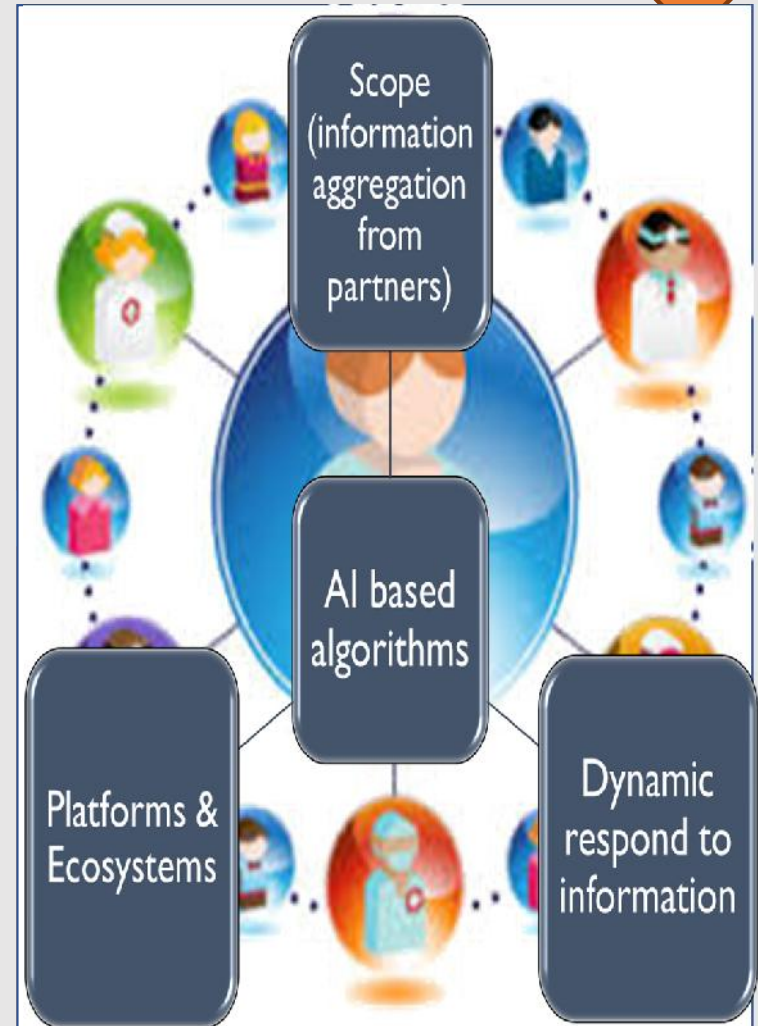 Scope
(information
aggregation
from
partners)
AI based
algorithms
Platforms &
Ecosystems
Dynamic
respond to
information